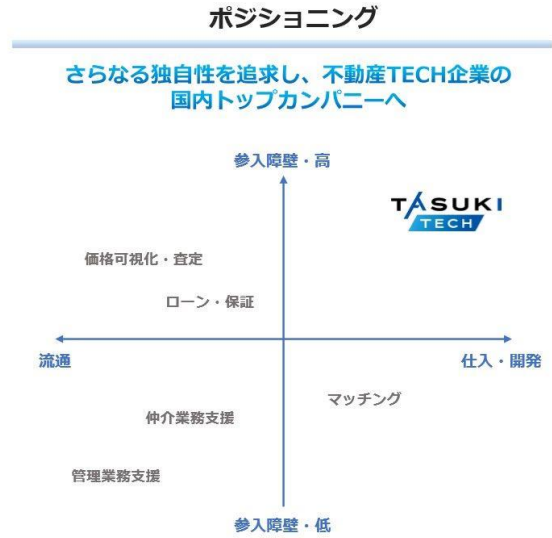 ポジショニング
さらなる独自性を追求し、不動産TECH企業の
国内トップカンパニーへ
参入障壁・高
TASUKI
TECH
価格可視化・査定
ローン・保証
流通
仕入・開発
マッチング
仲介業務支援
管理業務支援
参入障壁・低